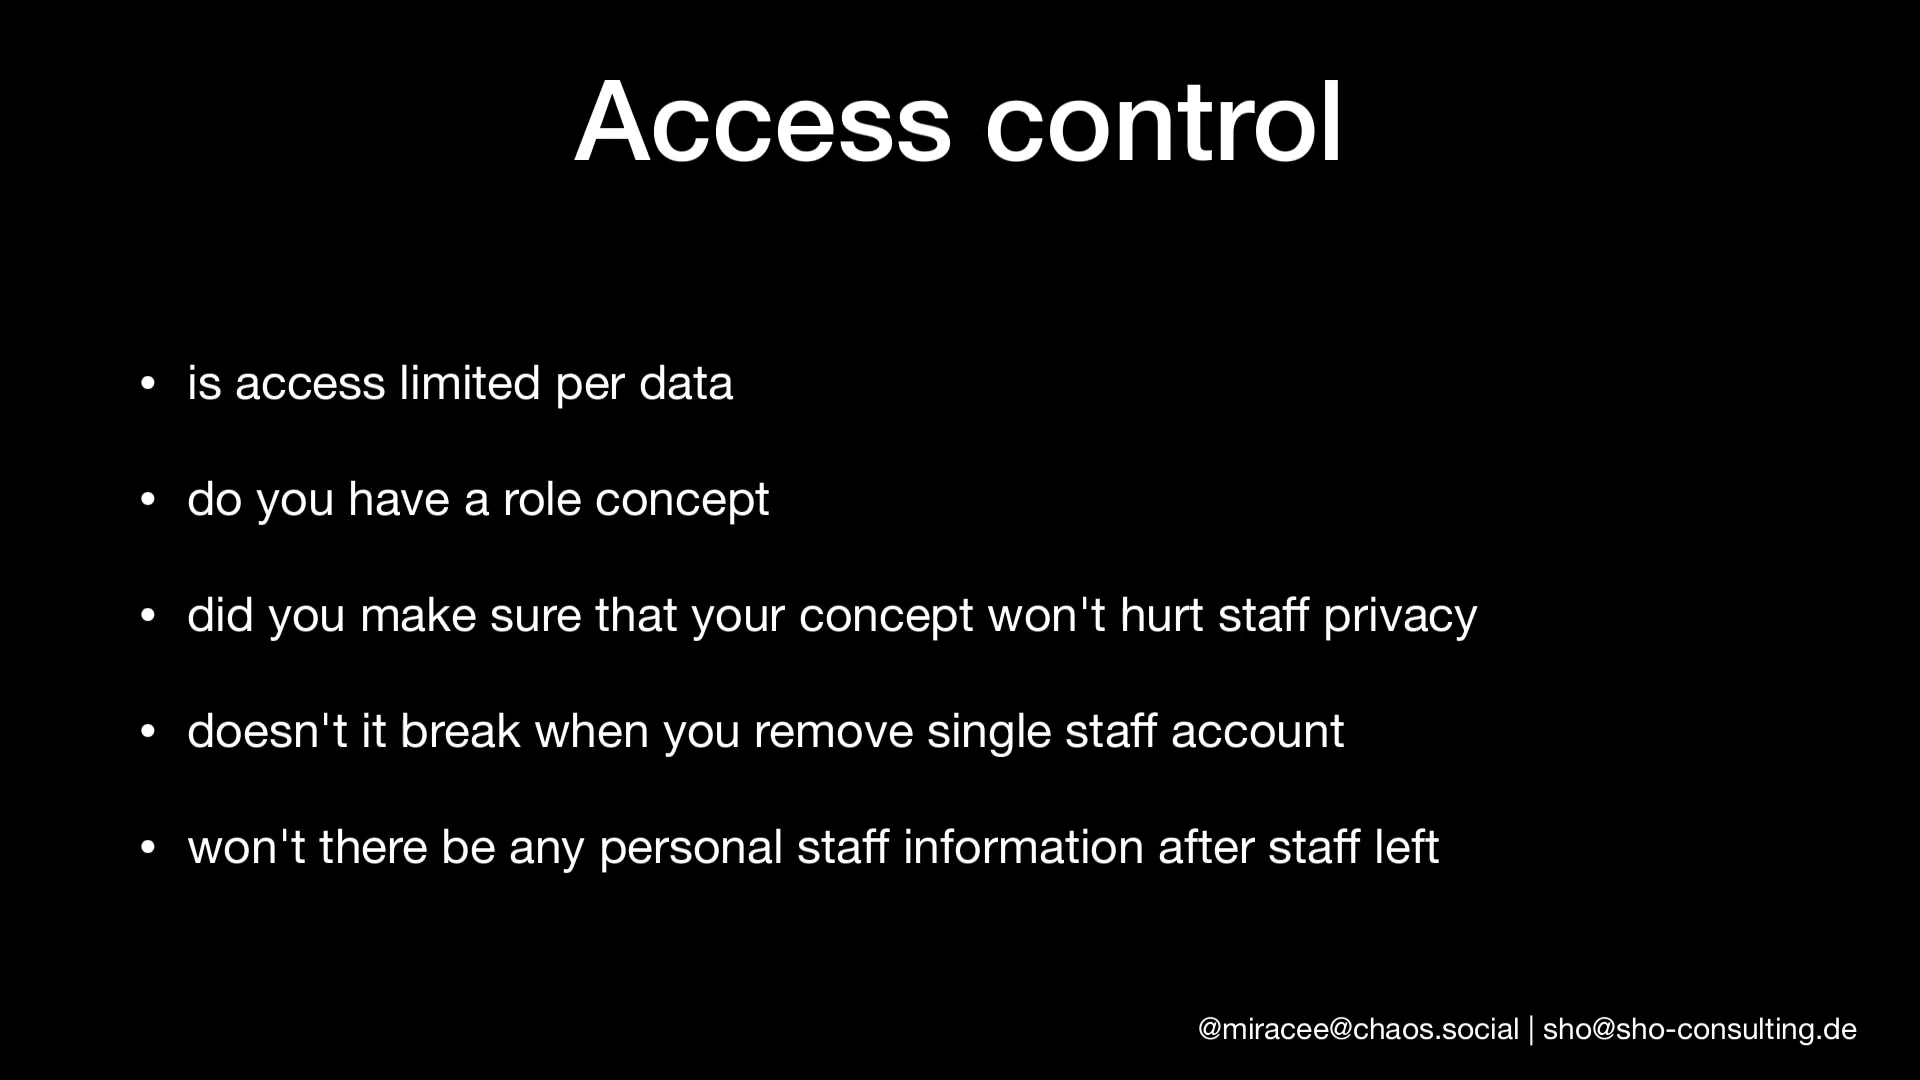 Access control
• is access limited per data
• do you have a role concept
• did you make sure that your concept won't hurt staff privacy
• doesn't it break when you remove single staff account
• won't there be any personal staff information after staff left
@miracee@chaos.social | sho@sho-consulting.de